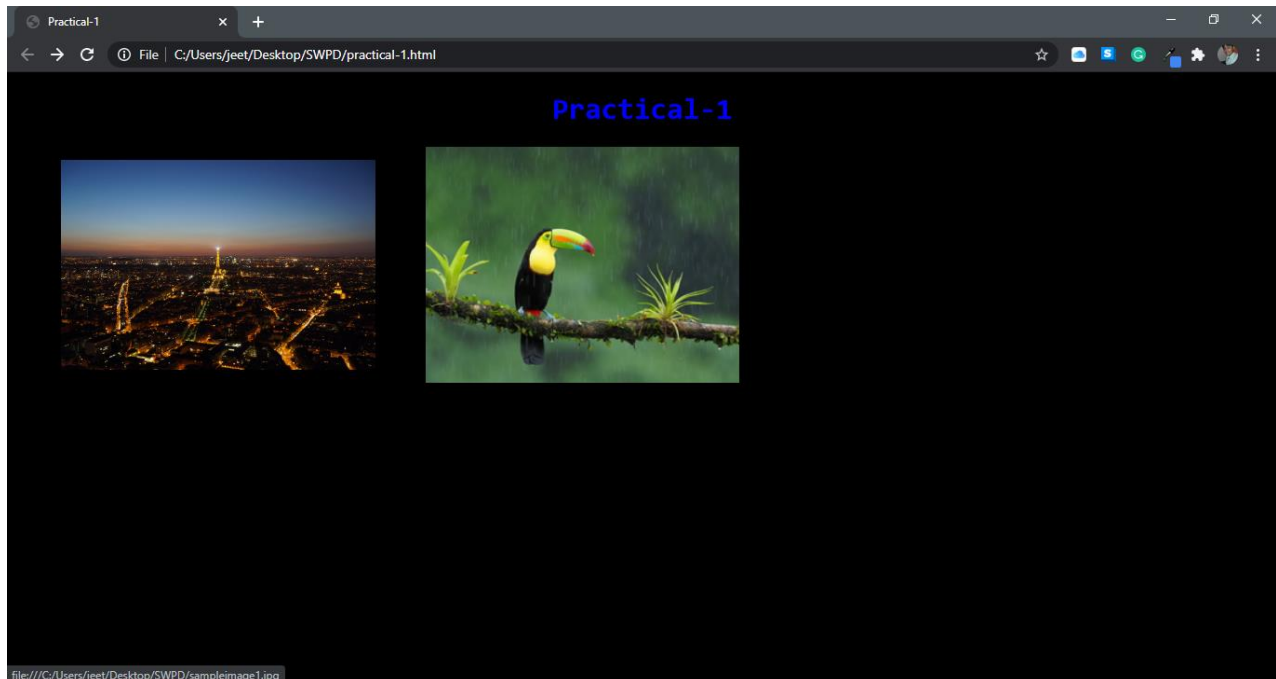 Practical-1
File | C:/Users/jeet/Desktop/SWPD/practical-1.html
S
G
Practical-1
file:///C:/Users/jeet/Desktop/SWPD/sampleimage1.jpg